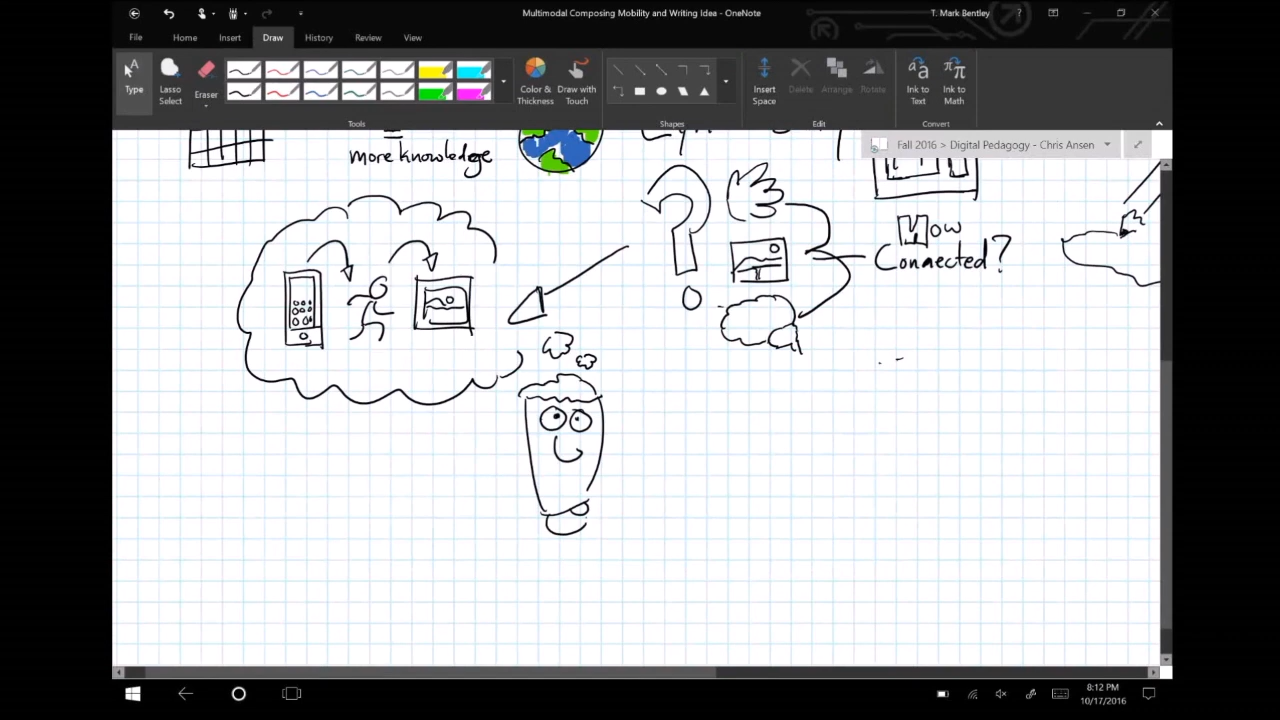 Multimodal Composing Mobility and Writing Idea - OneNote
T. Mark Bentley
?
File
Home
Insert
Draw
History
Review
View
Type
Lasso
Select
Eraser
Color &
Thickness
Draw with
Touch
Insert
Space
Delete
Arrange
Rotate
Ink to
Text
Ink to
Math
Tools
Shapes
Edit
Convert
Fall 2016 > Digital Pedagogy - Chris Ansen
more knowledge
?
How
Connected?
8:12 PM
10/17/2016